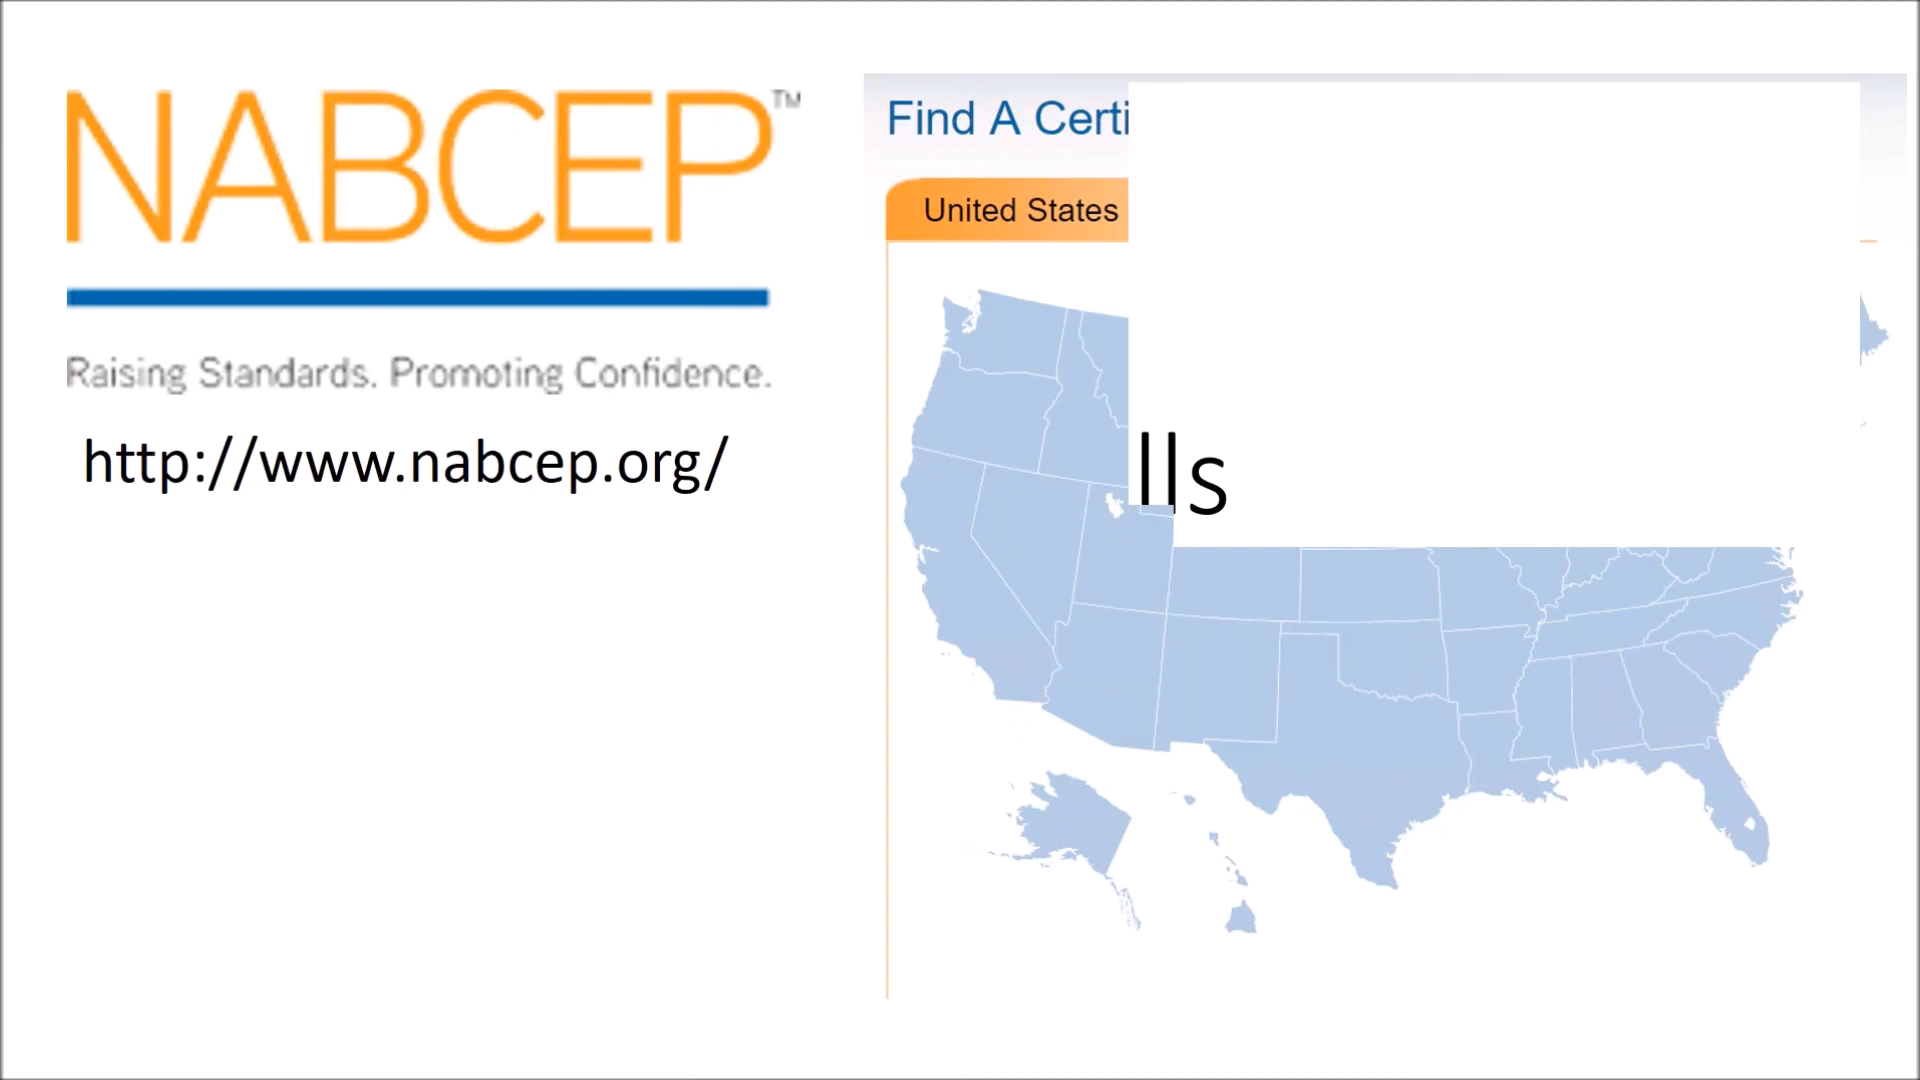 NABCEP™
Raising Standards. Promoting Confidence.
http://www.nabcep.org/
Find A Certi
United States
lls